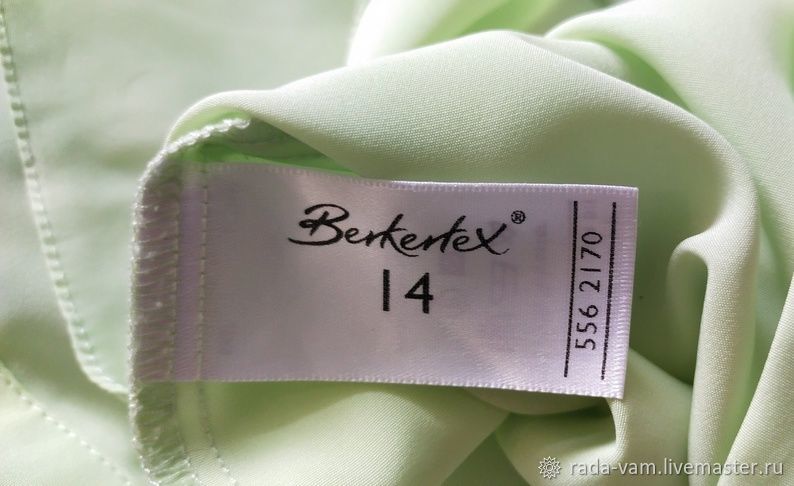 Berkertex®
14
556 2170
rada-vam.livemaster.ru